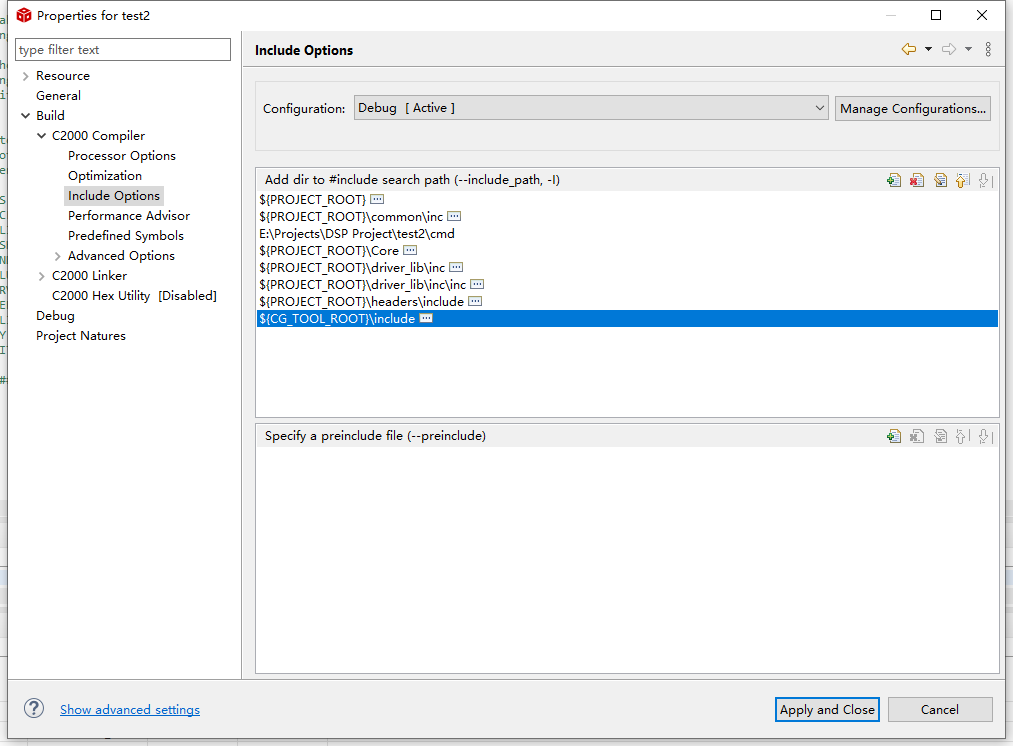 Properties for test2
type filter text
Resource
General
Build
C2000 Compiler
Processor Options
Optimization
Include Options
Performance Advisor
Predefined Symbols
Advanced Options
C2000 Linker
C2000 Hex Utility [Disabled]
Debug
Project Natures
Include Options
Configuration: Debug [ Active ] Manage Configurations...
Add dir to #include search path (--include_path, -I)
${PROJECT_ROOT}
${PROJECT_ROOT}\common\inc
E:\Projects\DSP Project\test2\cmd
${PROJECT_ROOT}\Core
${PROJECT_ROOT}\driver_lib\inc
${PROJECT_ROOT}\driver_lib\inc\inc
${PROJECT_ROOT}\headers\include
${CG_TOOL_ROOT}\include
Specify a preinclude file (--preinclude)
Show advanced settings
Apply and Close Cancel